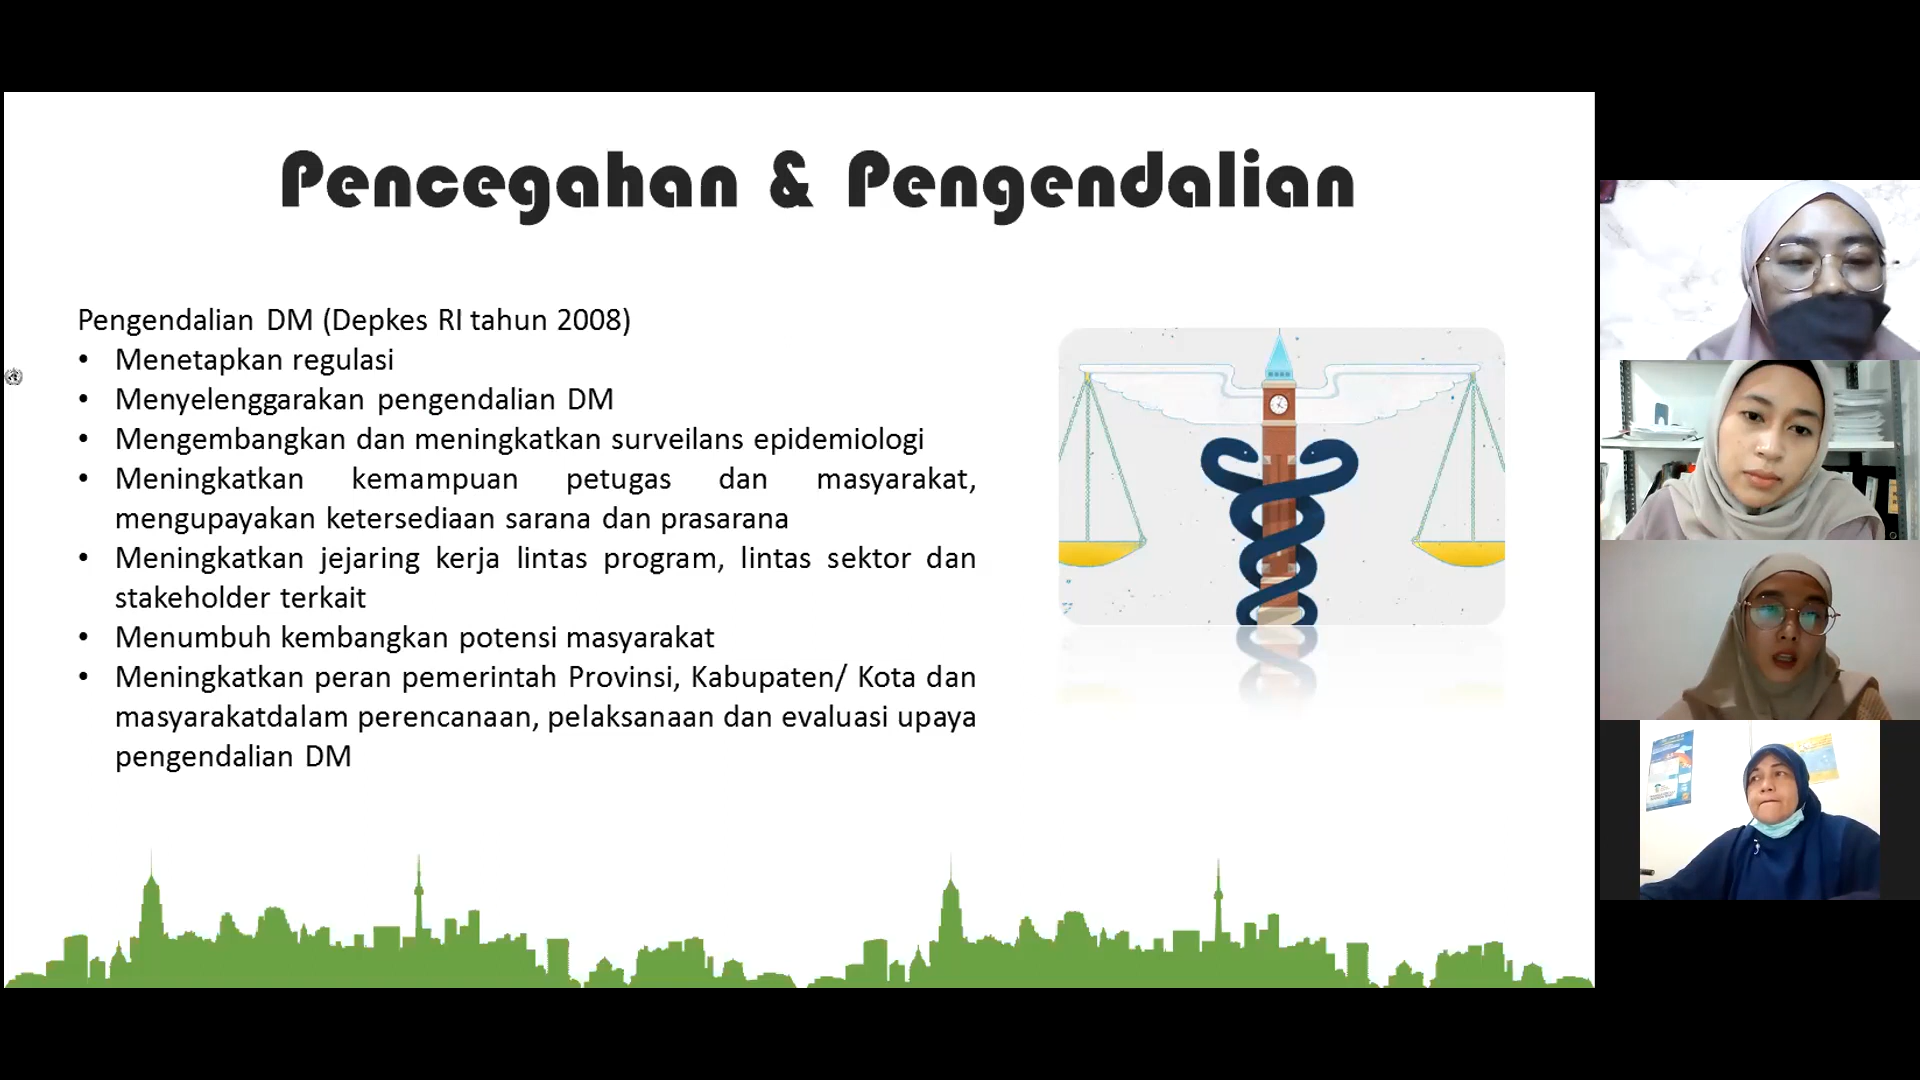 Pencegahan & Pengendalian
Pengendalian DM (Depkes RI tahun 2008)
• Menetapkan regulasi
• Menyelenggarakan pengendalian DM
• Mengembangkan dan meningkatkan surveilans epidemiologi
• Meningkatkan kemampuan petugas dan masyarakat,
mengupayakan ketersediaan sarana dan prasarana
• Meningkatkan jejaring kerja lintas program, lintas sektor dan
stakeholder terkait
• Menumbuh kembangkan potensi masyarakat
• Meningkatkan peran pemerintah Provinsi, Kabupaten/ Kota dan
masyarakatdalam perencanaan, pelaksanaan dan evaluasi upaya
pengendalian DM